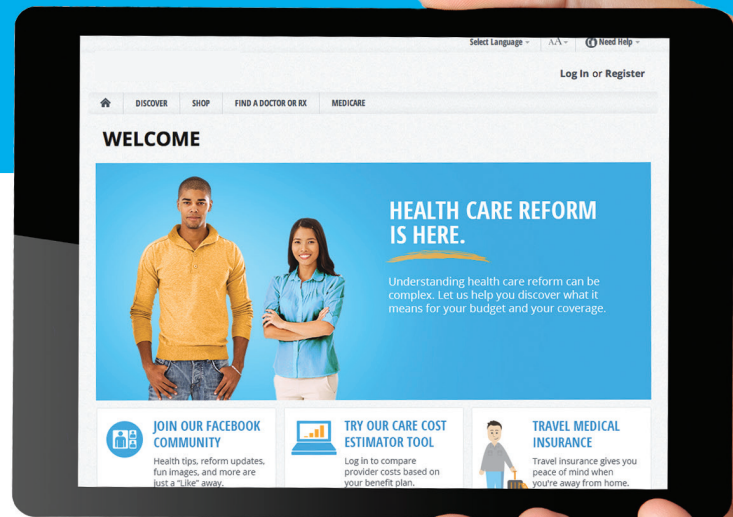 Select Language
AA
Need Help
Log In or Register
DISCOVER SHOP FIND A DOCTOR OR RX MEDICARE
WELCOME
HEALTH CARE REFORM
IS HERE.
Understanding health care reform can be
complex. Let us help you discover what it
means for your budget and your coverage.
JOIN OUR FACEBOOK
COMMUNITY
Health tips, reform updates,
fun images, and more are
just a "Like" away.
TRY OUR CARE COST
ESTIMATOR TOOL
Log in to compare
provider costs based on
your benefit plan.
TRAVEL MEDICAL
INSURANCE
Travel insurance gives you
peace of mind when
you're away from home.